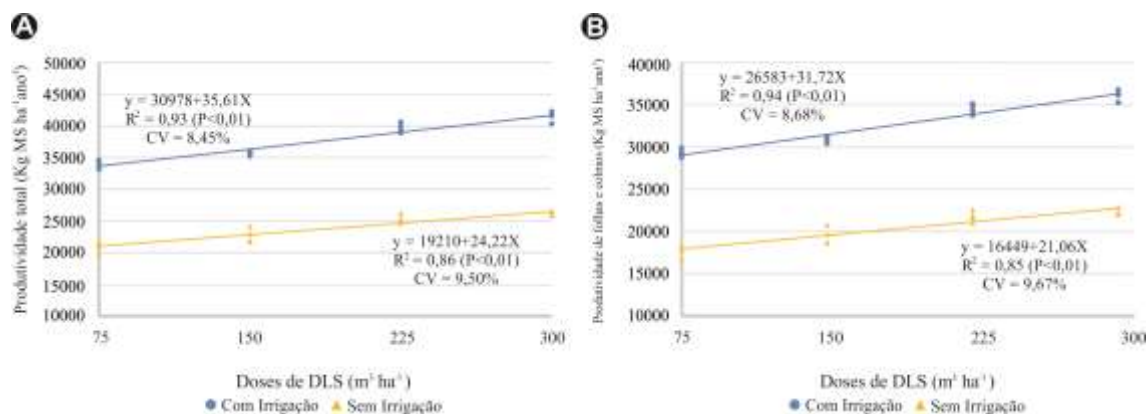 A
Produtividade total (Kg MS ha⁻¹ano⁻¹)
50000
45000
40000
35000
30000
25000
20000
15000
10000
y = 30978+35,61X
R² = 0,93 (P<0,01)
CV = 8,45%
y = 19210+24,22X
R² = 0,86 (P<0,01)
CV = 9,50%
75 150 225 300
Doses de DLS (m³ ha⁻¹)
Com Irrigação Sem Irrigação
B
Produtividade de folhas e colmos (Kg MS ha⁻¹ano⁻¹)
40000
35000
30000
25000
20000
15000
10000
y = 26583+31,72X
R² = 0,94 (P<0,01)
CV = 8,68%
y = 16449+21,06X
R² = 0,85 (P<0,01)
CV = 9,67%
75 150 225 300
Doses de DLS (m³ ha⁻¹)
Com Irrigação Sem Irrigação